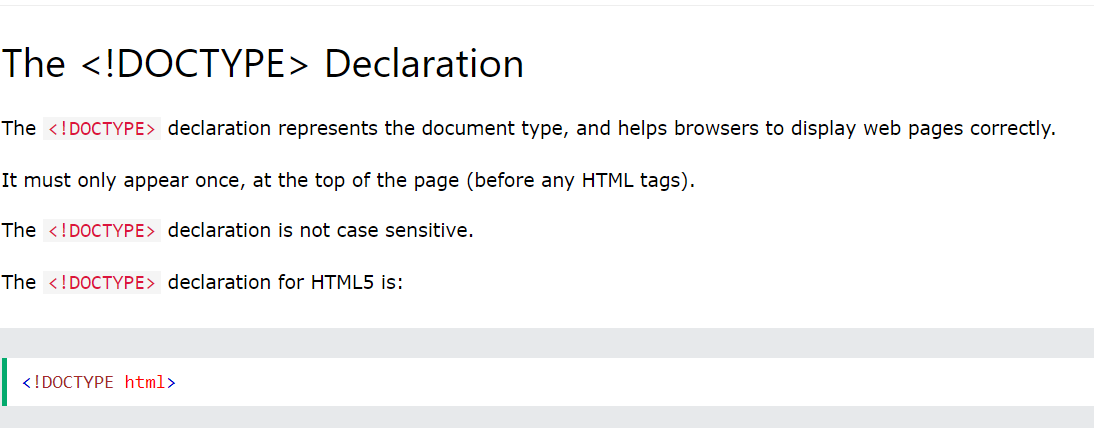 The <!DOCTYPE> Declaration
The <!DOCTYPE> declaration represents the document type, and helps browsers to display web pages correctly.
It must only appear once, at the top of the page (before any HTML tags).
The <!DOCTYPE> declaration is not case sensitive.
The <!DOCTYPE> declaration for HTML5 is:
<!DOCTYPE html>